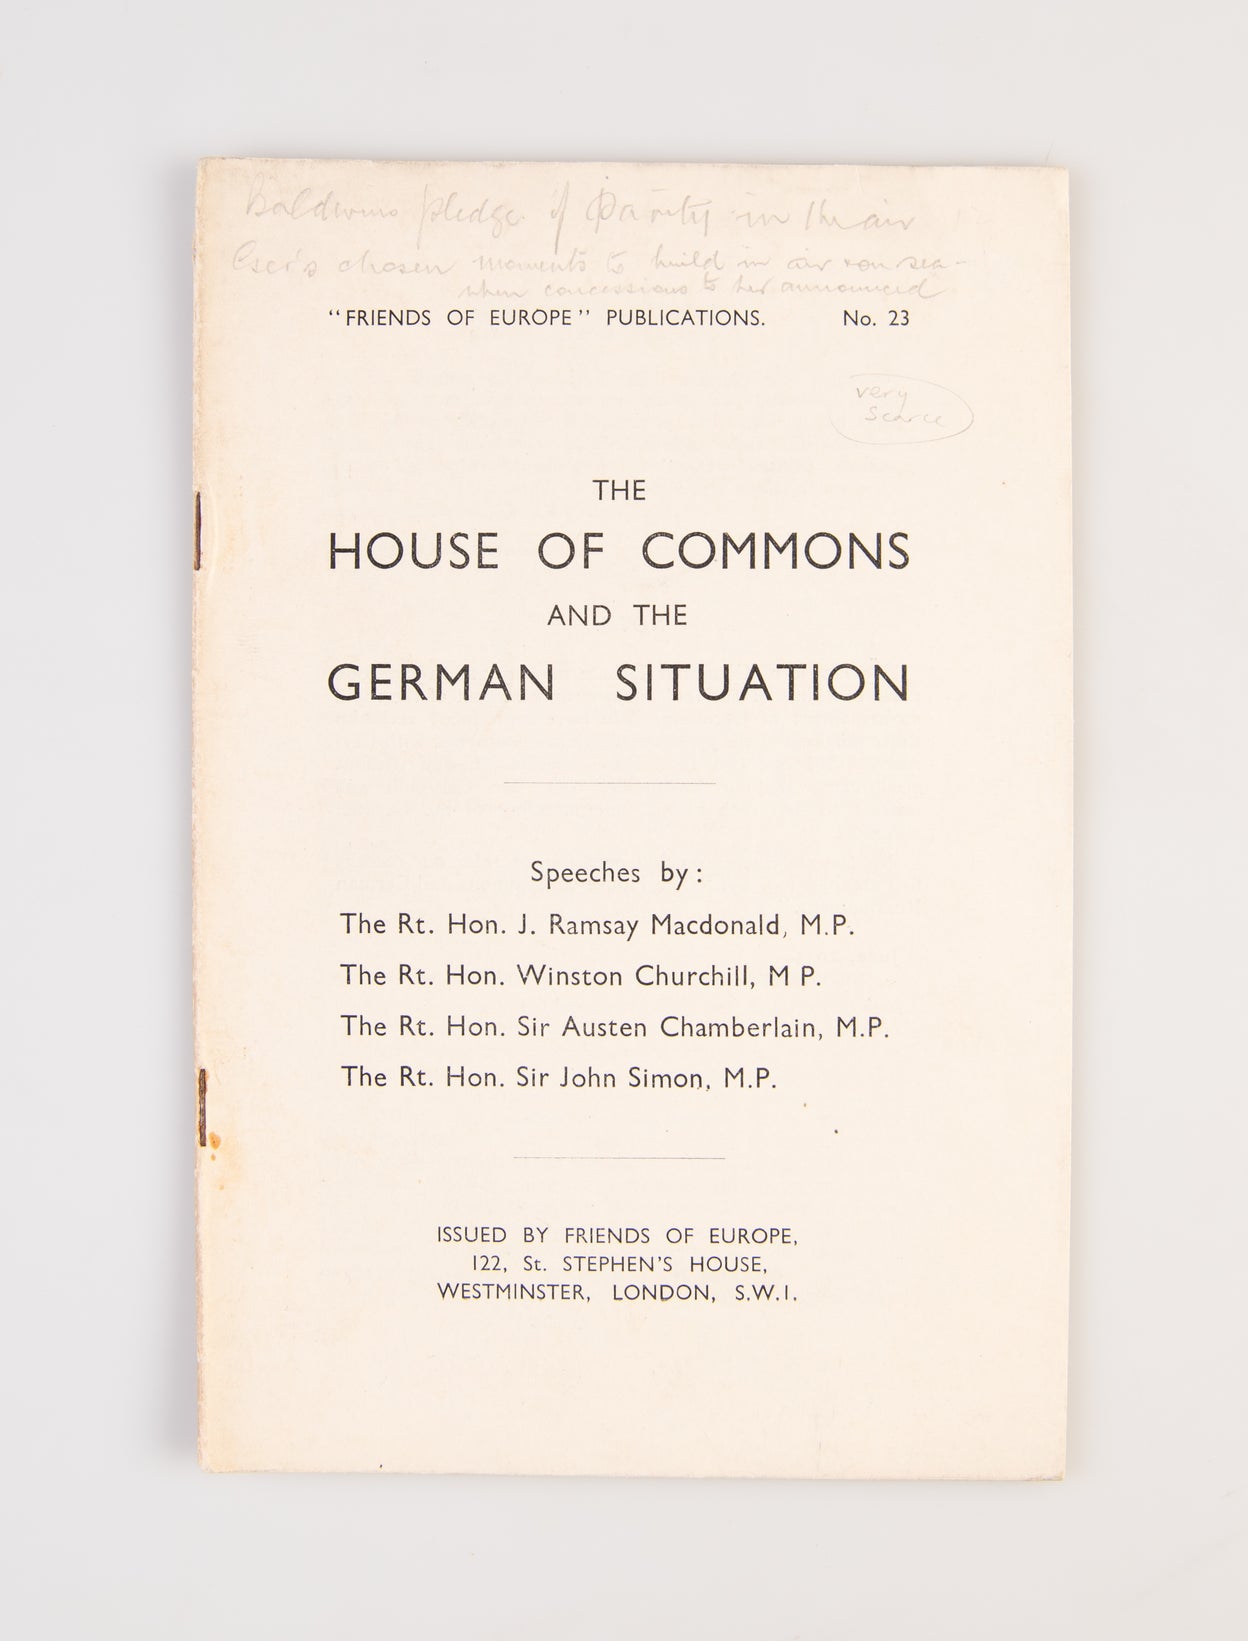 Baldwins pledge of Parity in the air
chosen moments to build in air & on sea -
when concessions to her announced
“FRIENDS OF EUROPE” PUBLICATIONS. No. 23
very
scarce
THE
HOUSE OF COMMONS
AND THE
GERMAN SITUATION
Speeches by:
The Rt. Hon. J. Ramsay Macdonald, M.P.
The Rt. Hon. Winston Churchill, M P.
The Rt. Hon. Sir Austen Chamberlain, M.P.
The Rt. Hon. Sir John Simon, M.P.
ISSUED BY FRIENDS OF EUROPE,
122, St. STEPHEN'S HOUSE,
WESTMINSTER, LONDON, S.W.1.